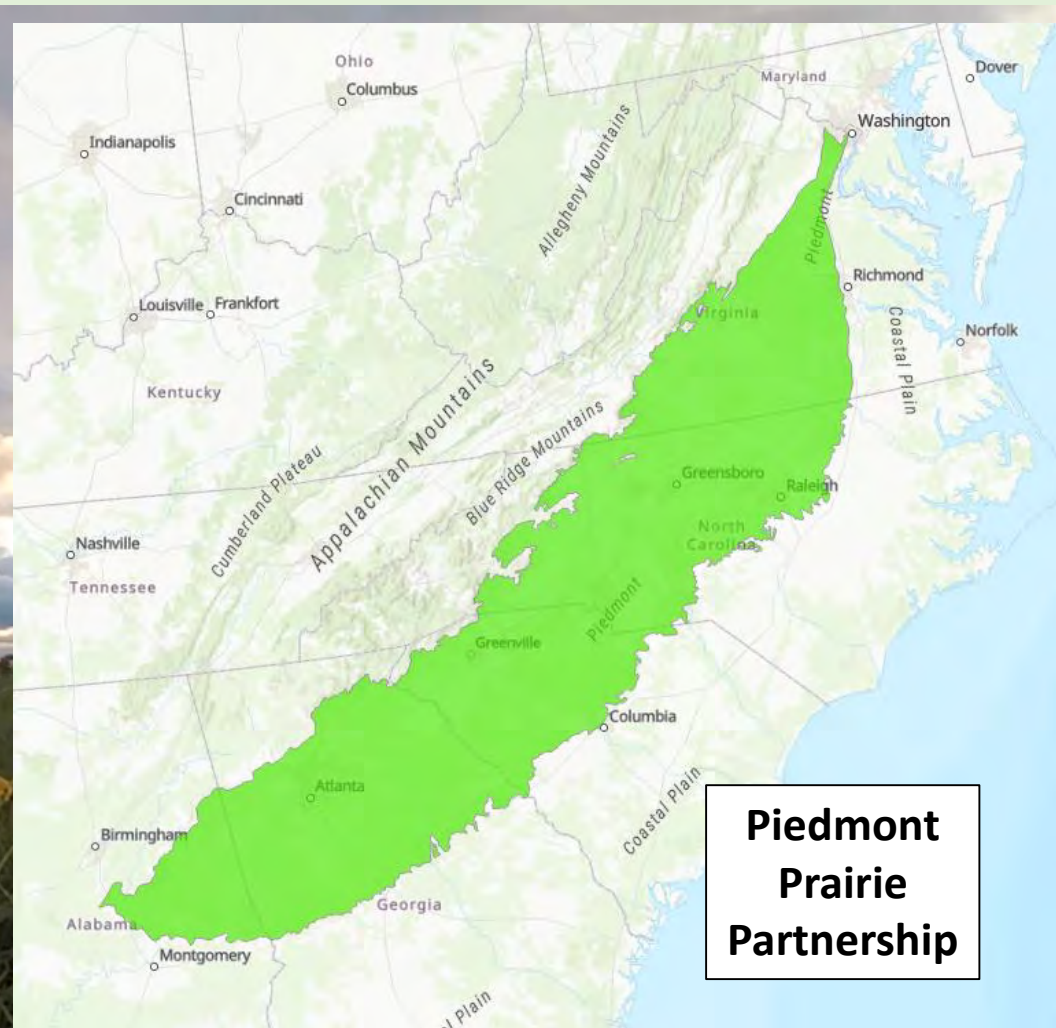 Ohio
Columbus
Maryland
Dover
Washington
Indianapolis
Cincinnati
Allegheny Mountains
Piedmont
Louisville
Frankfort
Richmond
Virginia
Coastal Plain
Norfolk
Kentucky
Appalachian Mountains
Blue Ridge Mountains
Cumberland Plateau
Greensboro
Raleigh
North
Carolina
Nashville
Tennessee
Piedmont
Greenville
Columbia
Atlanta
Coastal Plain
Birmingham
Georgia
Alabama
Montgomery
Plain
Piedmont
Prairie
Partnership